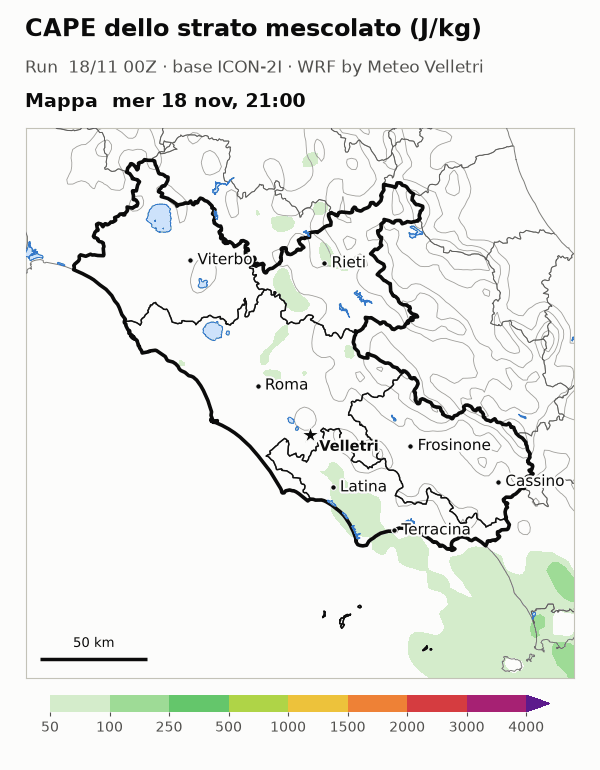 CAPE dello strato mescolato (J/kg)
Run  18/11 00Z · base ICON-2I · WRF by Meteo Velletri
Mappa  mer 18 nov, 21:00
Viterbo
Rieti
Roma
Velletri
Frosinone
Cassino
Latina
Terracina
50 km
50 100 250 500 1000 1500 2000 3000 4000